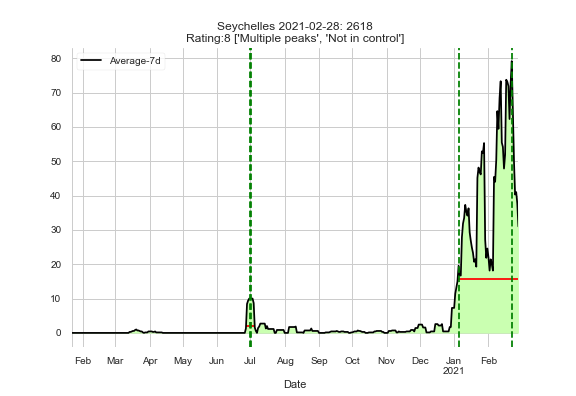 Seychelles 2021-02-28: 2618
Rating:8 ['Multiple peaks', 'Not in control']
Average-7d
80
70
60
50
40
30
20
10
0
Feb Mar Apr May Jun Jul Aug Sep Oct Nov Dec Jan Feb
2021
Date